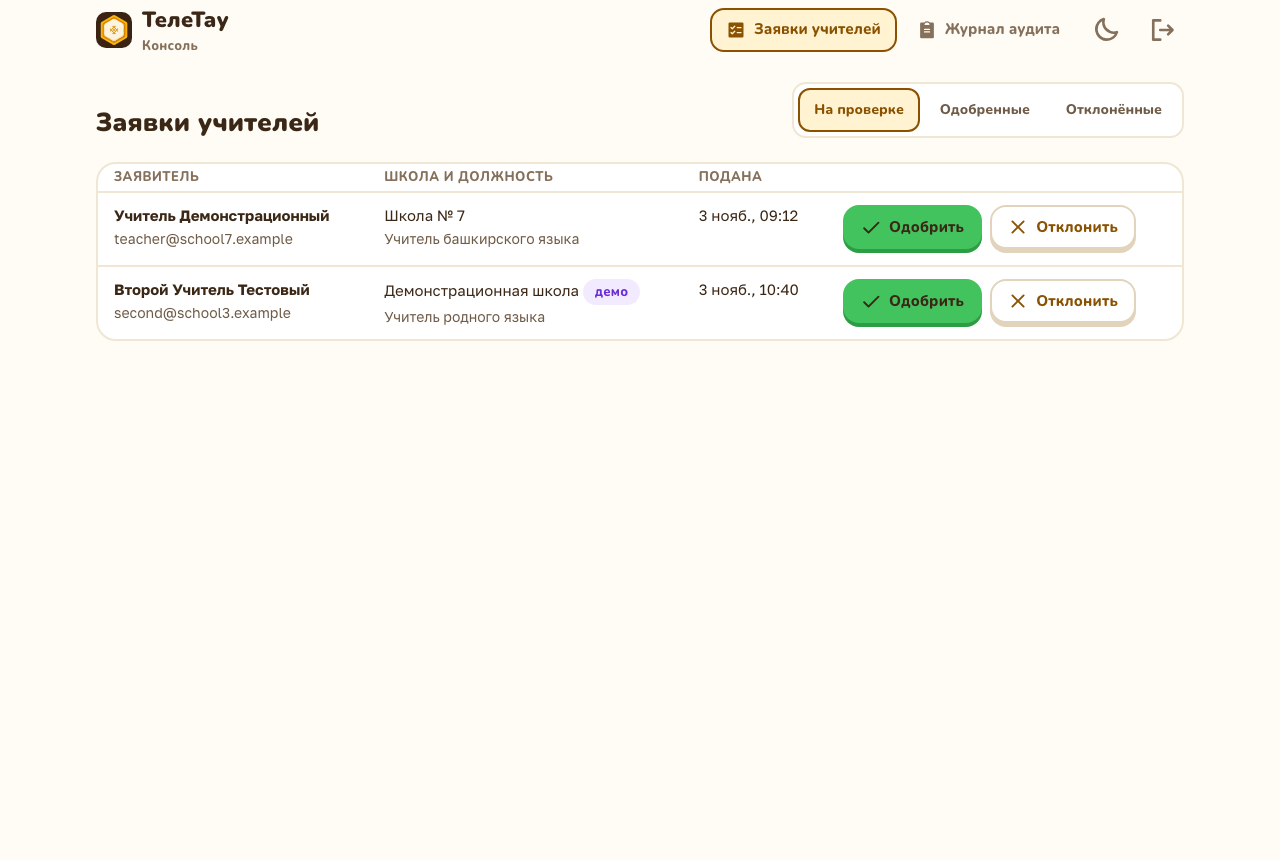 ТелеТау
Консоль
Заявки учителей
Журнал аудита
Заявки учителей
На проверке
Одобренные
Отклонённые
ЗАЯВИТЕЛЬ
ШКОЛА И ДОЛЖНОСТЬ
ПОДАНА
Учитель Демонстрационный
teacher@school7.example
Школа № 7
Учитель башкирского языка
3 нояб., 09:12
Одобрить
Отклонить
Второй Учитель Тестовый
second@school3.example
Демонстрационная школа демо
Учитель родного языка
3 нояб., 10:40
Одобрить
Отклонить